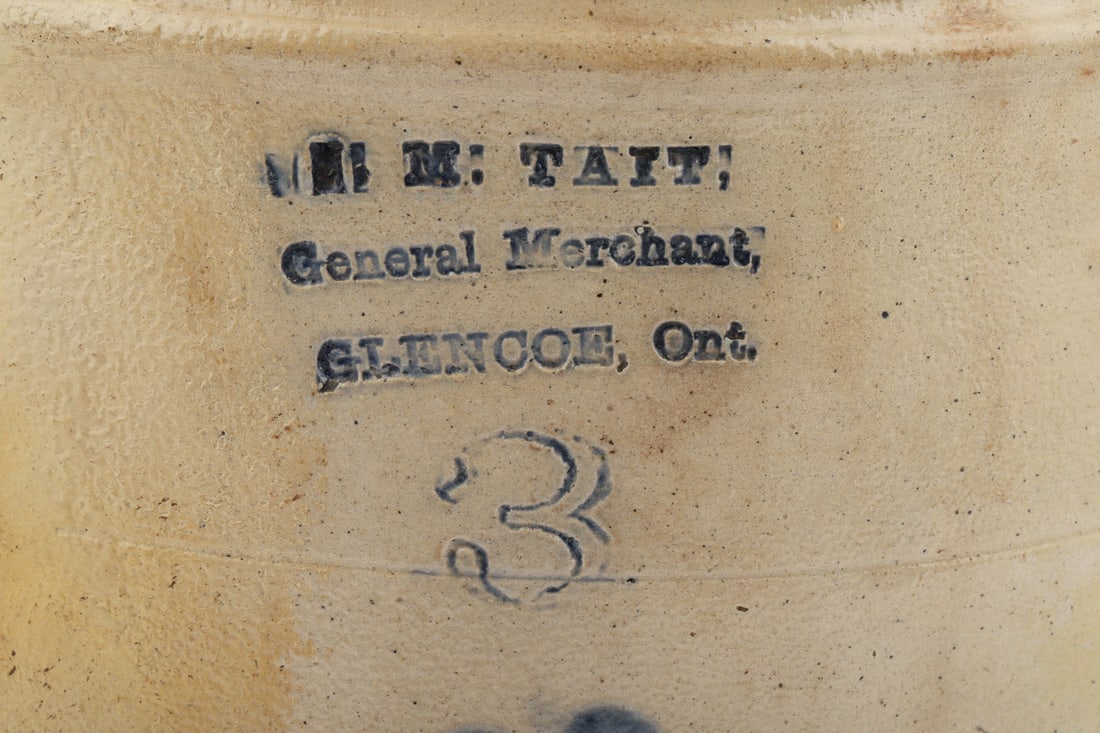 M: TAIT;
General Merchant,
GLENCOE, Ont.
3